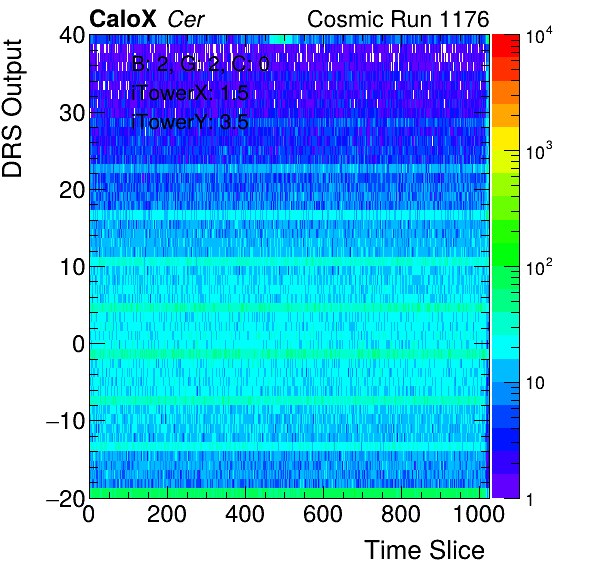 CaloX Cer
Cosmic Run 1176
DRS Output
B: 2, G: 2, C: 0
iTowerX: 1.5
iTowerY: 3.5
40
30
20
10
0
−10
−20
0 200 400 600 800 1000
Time Slice
10^4
10^3
10^2
10
1